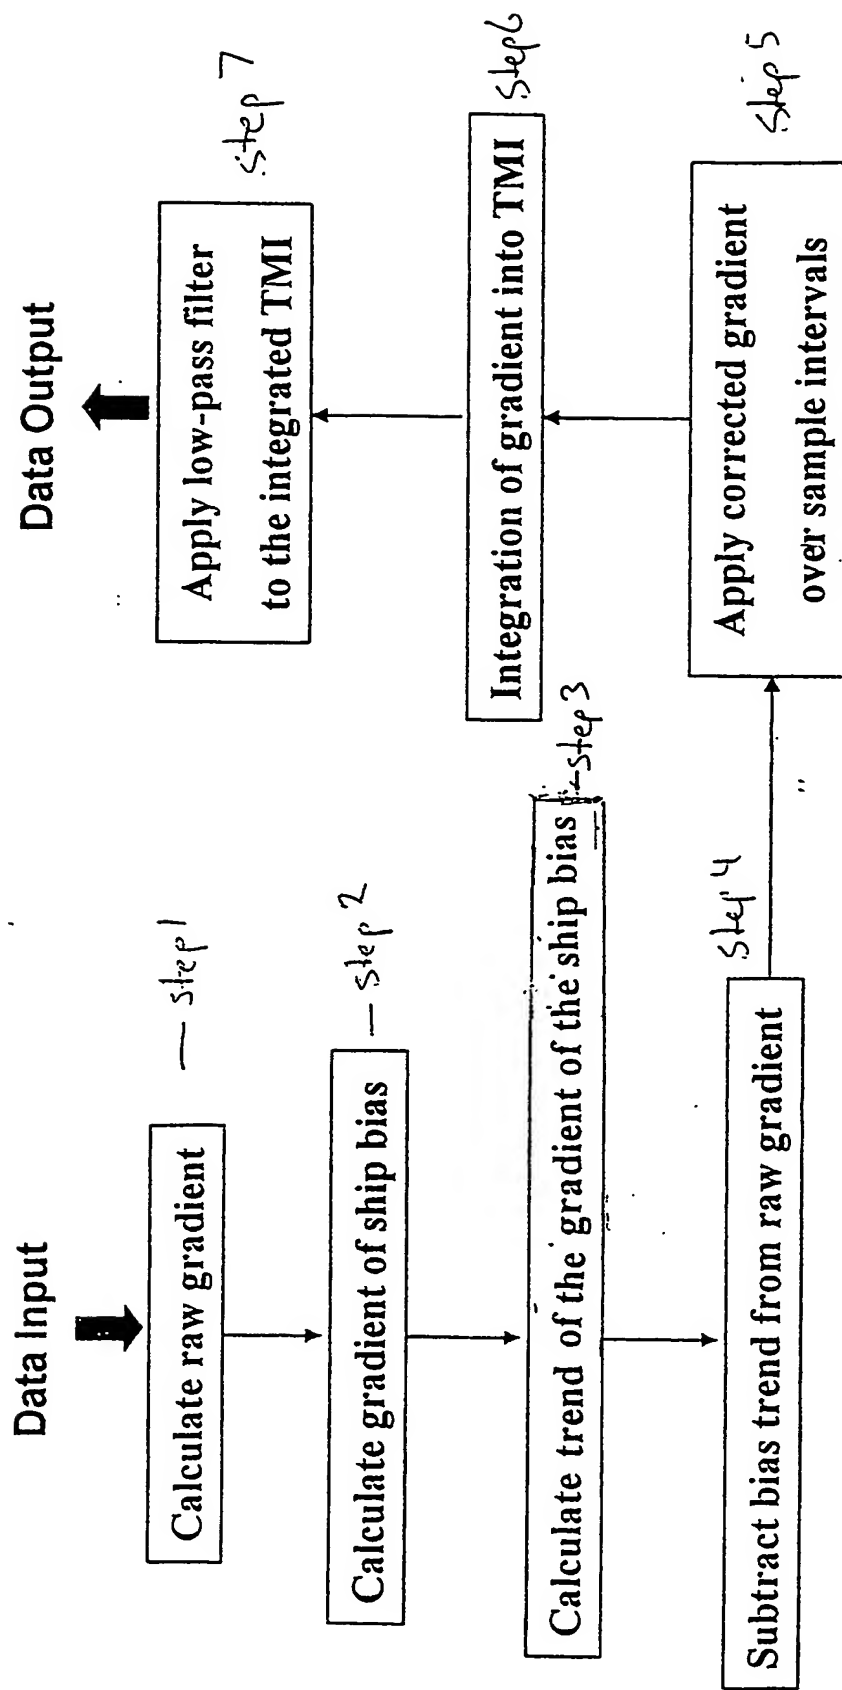 Data Input
Calculate raw gradient
step 1
Calculate gradient of ship bias
step 2
Calculate trend of the gradient of the ship bias
step 3
Subtract bias trend from raw gradient
Step 4
Apply corrected gradient
over sample intervals
Step 5
Integration of gradient into TMI
Step 6
Apply low-pass filter
to the integrated TMI
Step 7
Data Output